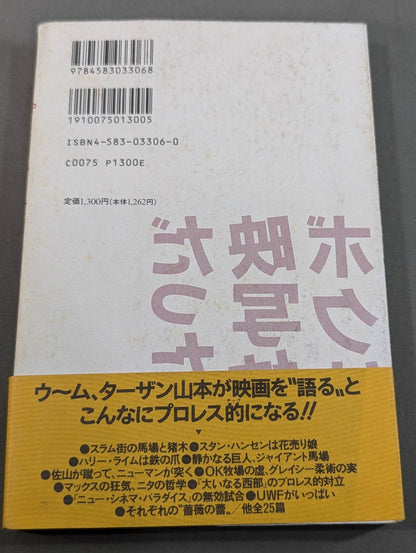 9784583033068
1910075013005
ISBN4-583-03306-0
C0075 P1300E
定価1,300円(本体1,262円)
ボク
映写技
だった
ウ〜ム、ターザン山本が映画を〝語る〟と
こんなにプロレス的になる!!
●スラム街の馬場と猪木●スタン・ハンセンは花売り娘
●ハリー・ライムは鉄の爪●静かなる巨人、ジャイアント馬場
●佐山が蹴って、ニューマンが突く●OK牧場の虚、グレイシー柔術の実
●マックスの狂気、ニタの哲学●『大いなる西部』のプロレス的対立
●『ニュー・シネマ・パラダイス』の無効試合●UWFがいっぱい
●それぞれの〝薔薇の蕾〟/他全25篇